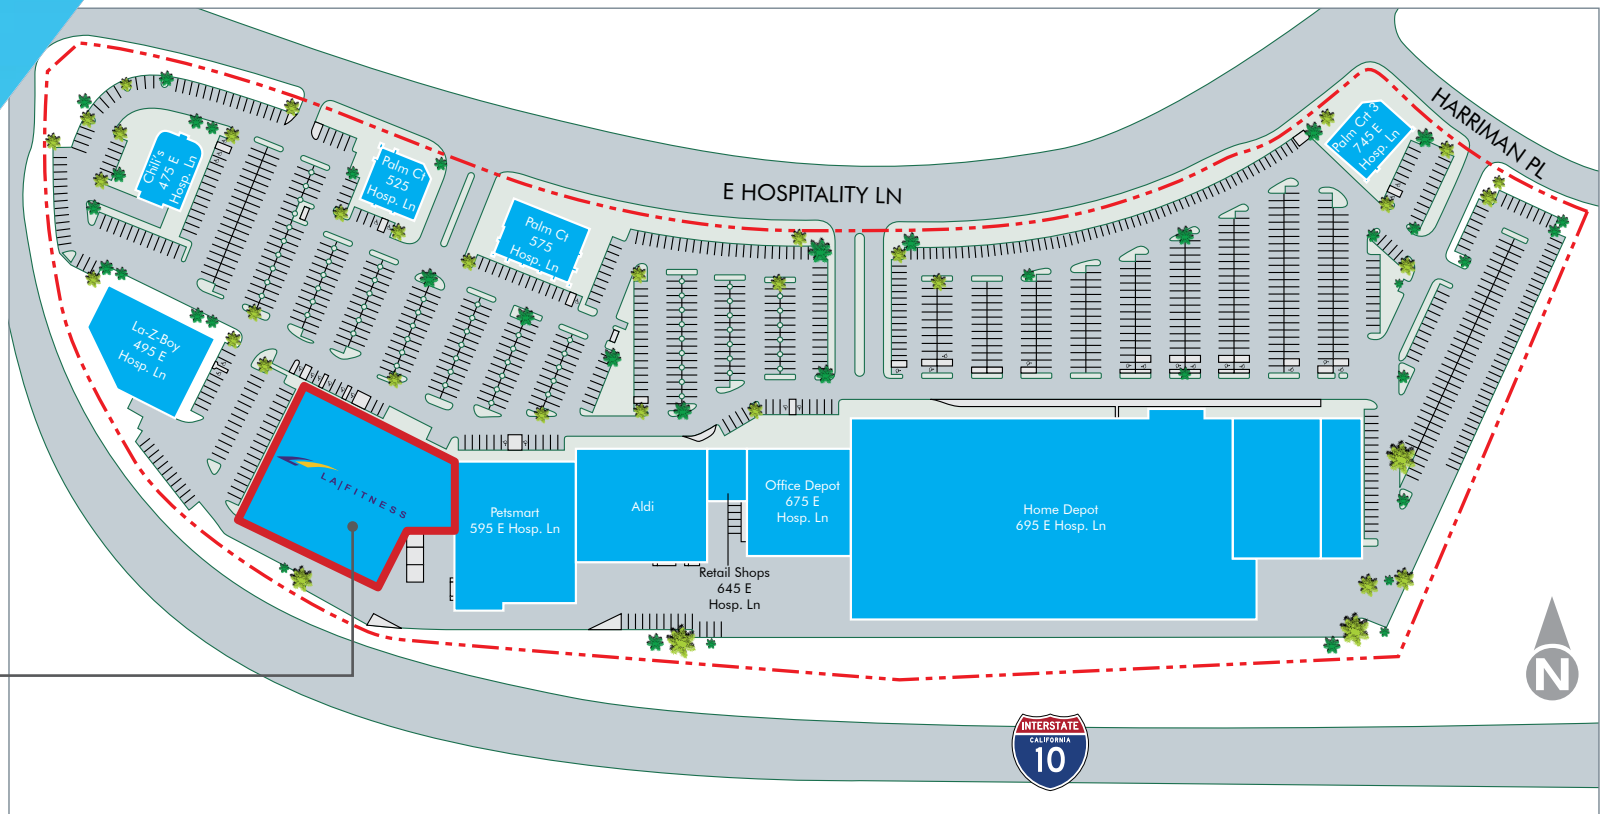 HARRIMAN PL
E HOSPITALITY LN
Chili's
475 E
Hosp. Ln
Palm Ct
525
Hosp. Ln
Palm Ct
575
Hosp. Ln
Palm Crt 3
745 E
Hosp. Ln
La-Z-Boy
495 E
Hosp. Ln
LA|FITNESS
Petsmart
595 E Hosp. Ln
Aldi
Retail Shops
645 E
Hosp. Ln
Office Depot
675 E
Hosp. Ln
Home Depot
695 E Hosp. Ln
N
INTERSTATE
CALIFORNIA
10